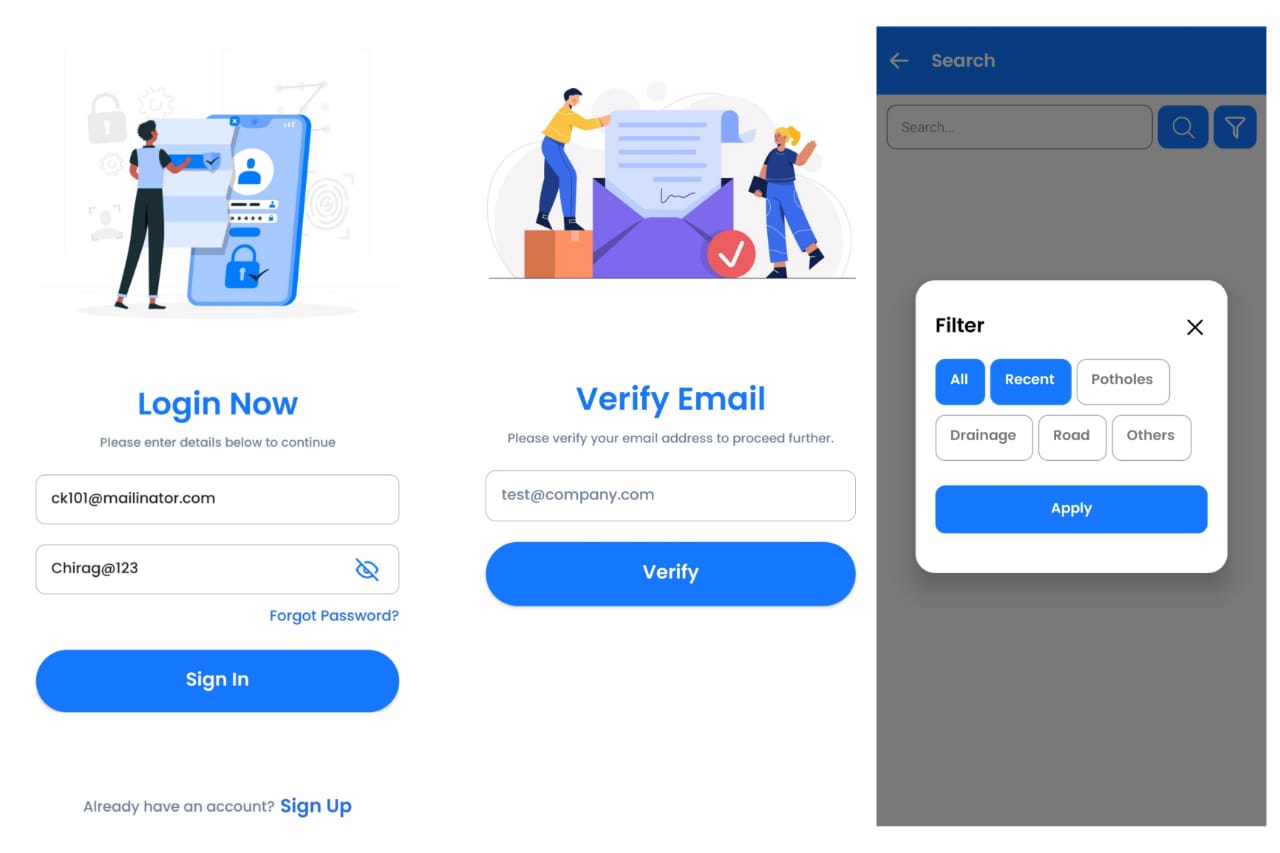 Login Now
Please enter details below to continue
ck101@mailinator.com
Chirag@123
Forgot Password?
Sign In
Already have an account? Sign Up
Verify Email
Please verify your email address to proceed further.
test@company.com
Verify
Search
Search...
Filter
All Recent Potholes
Drainage Road Others
Apply